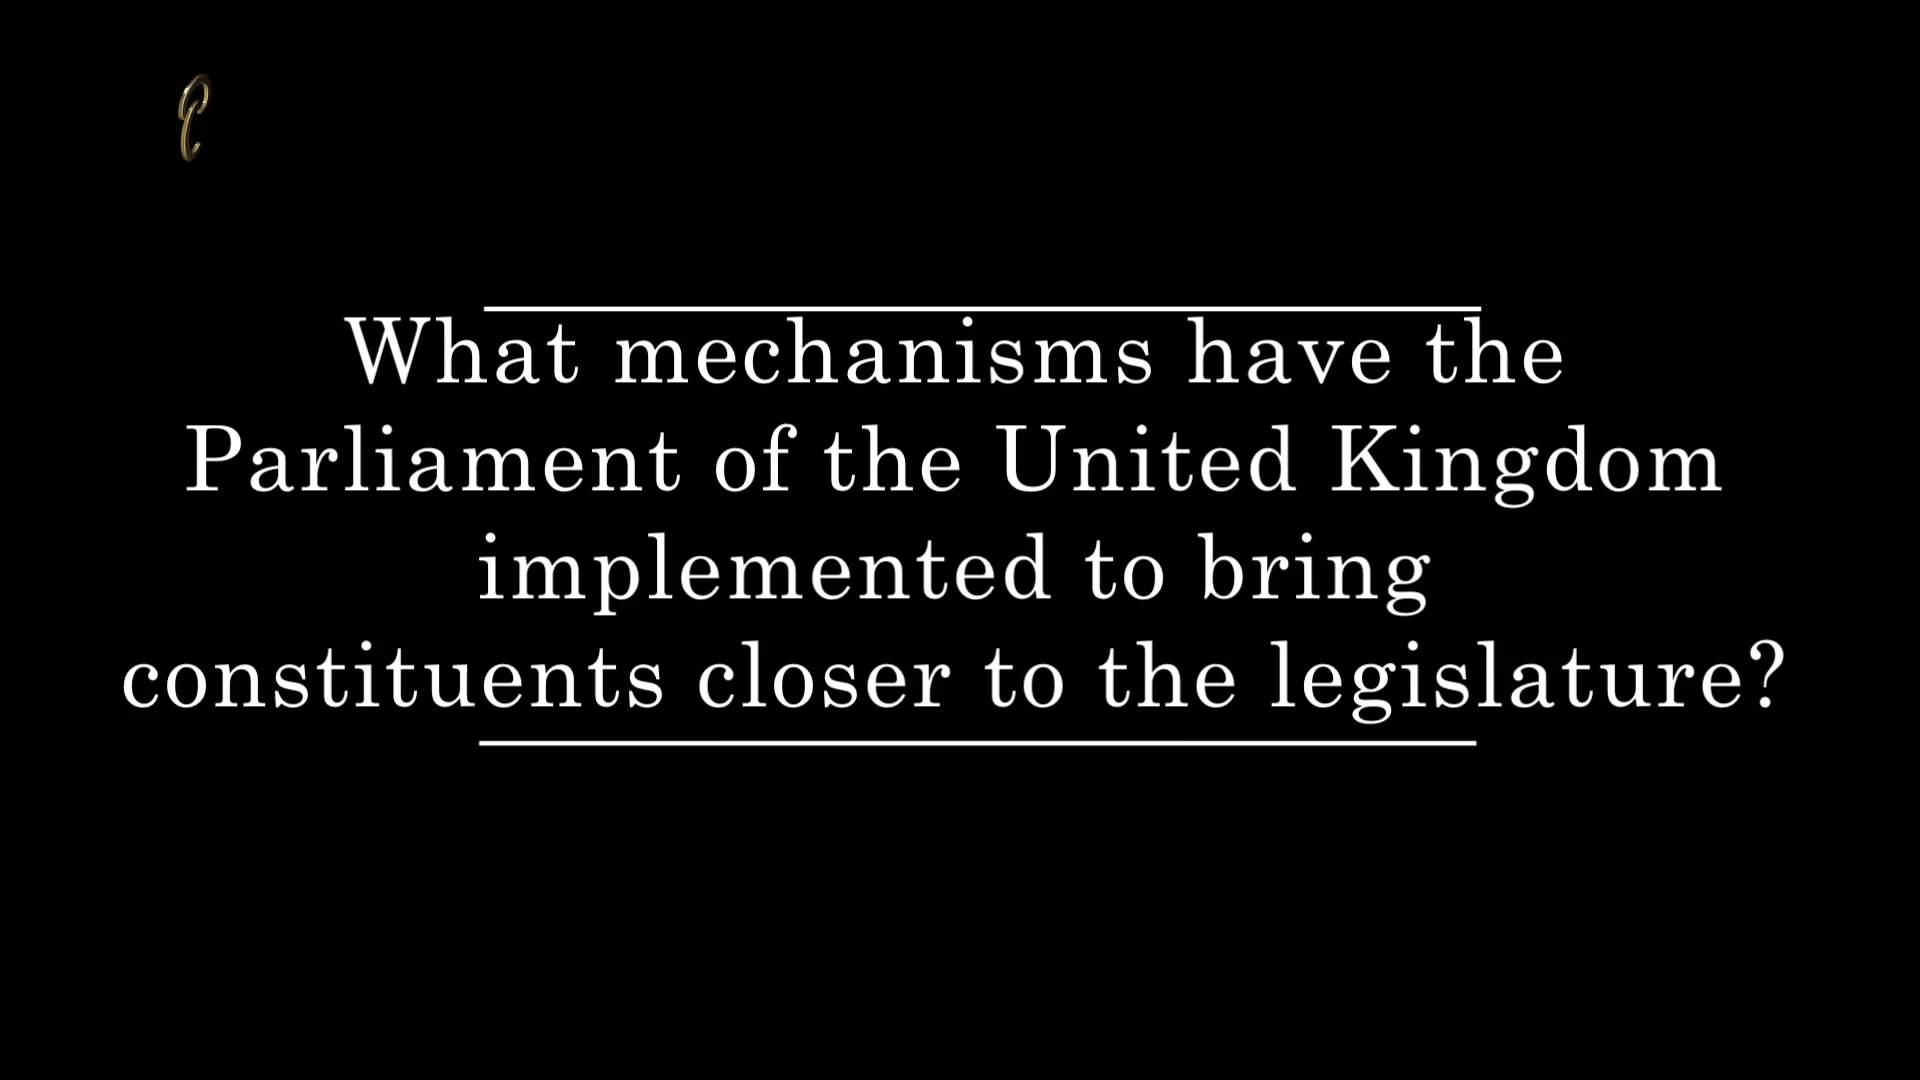 What mechanisms have the
Parliament of the United Kingdom
implemented to bring
constituents closer to the legislature?